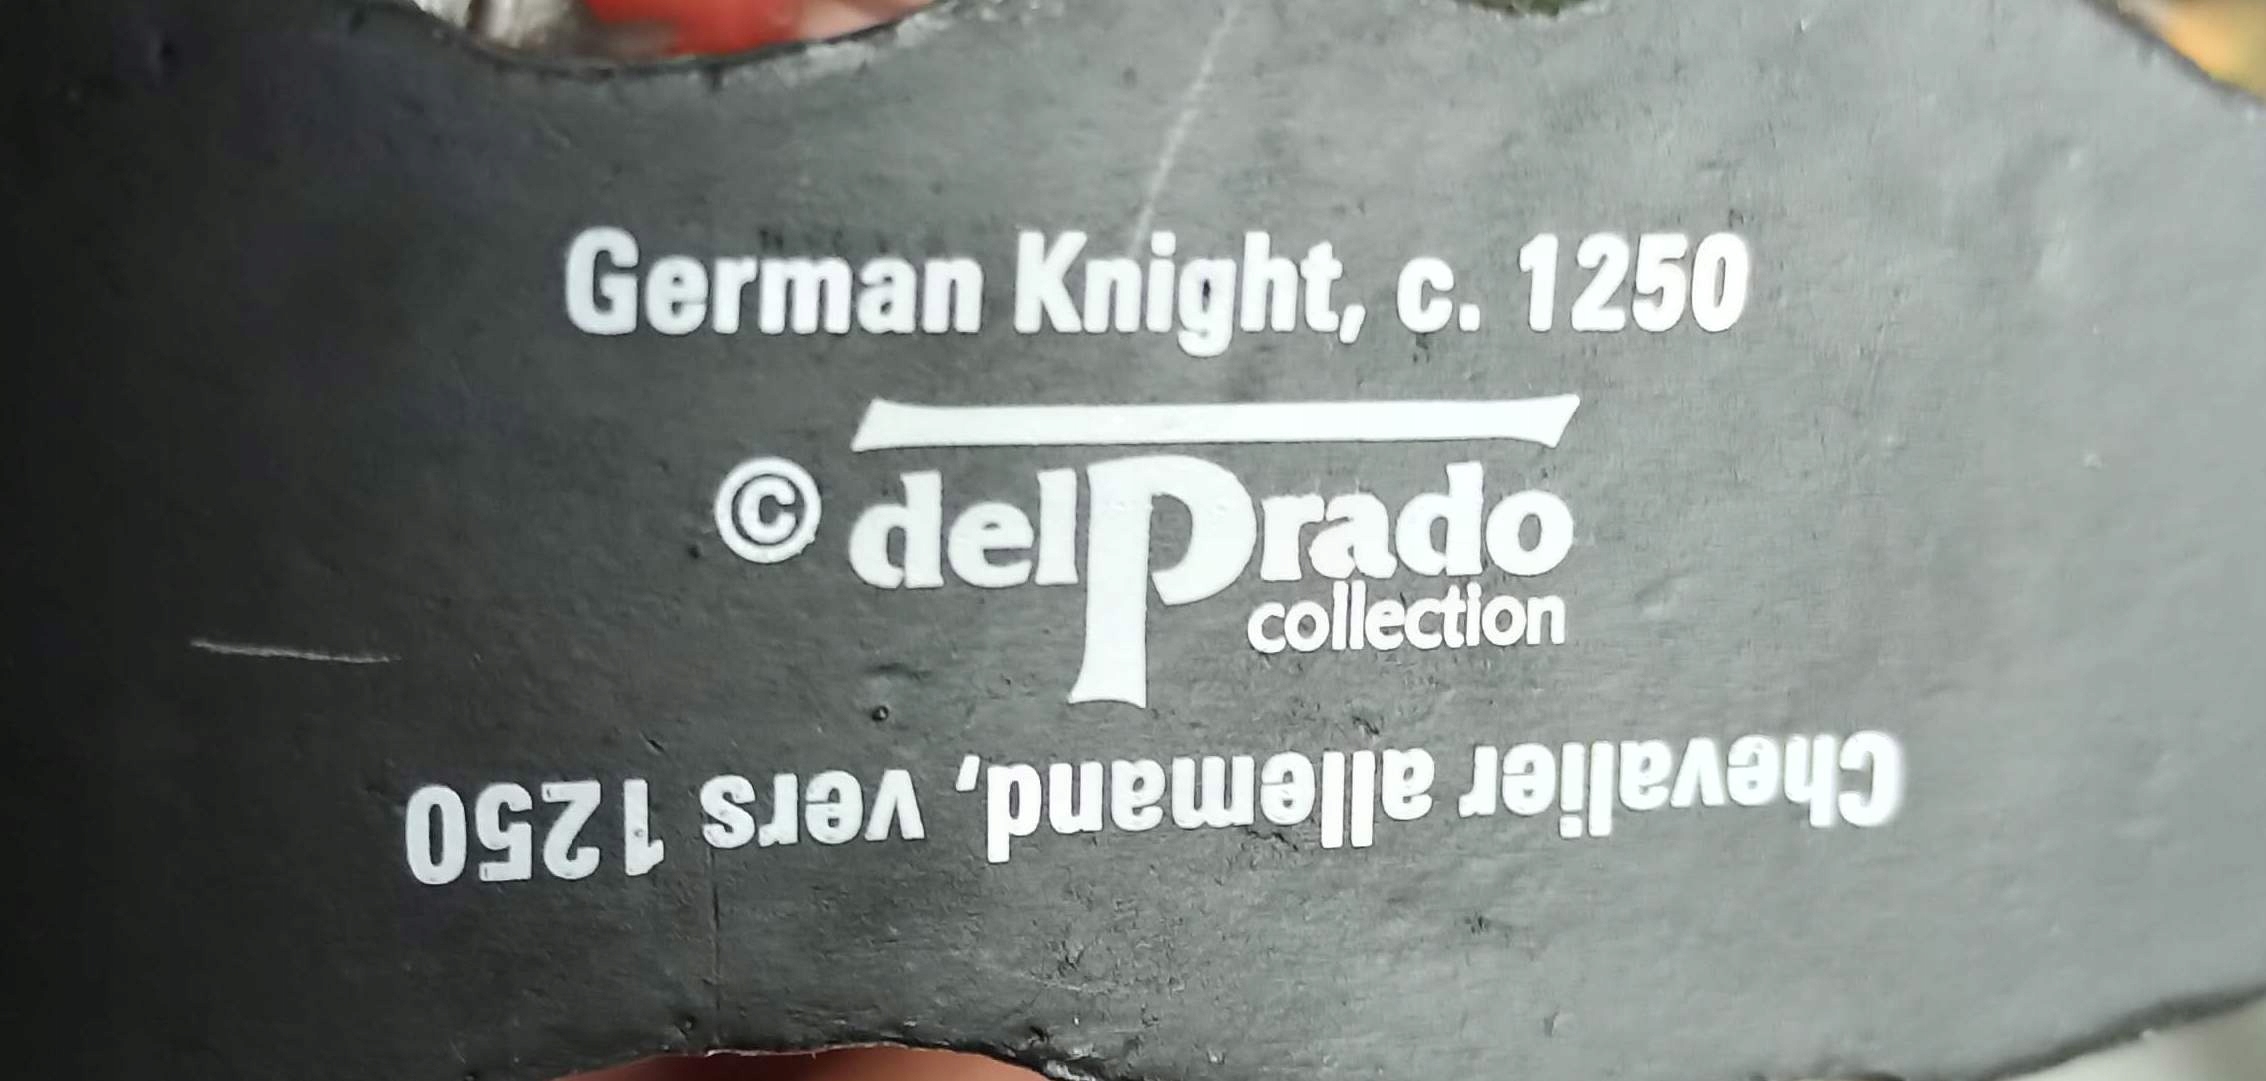 German Knight, c. 1250
© delPrado
collection
Chevalier allemand, vers 1250